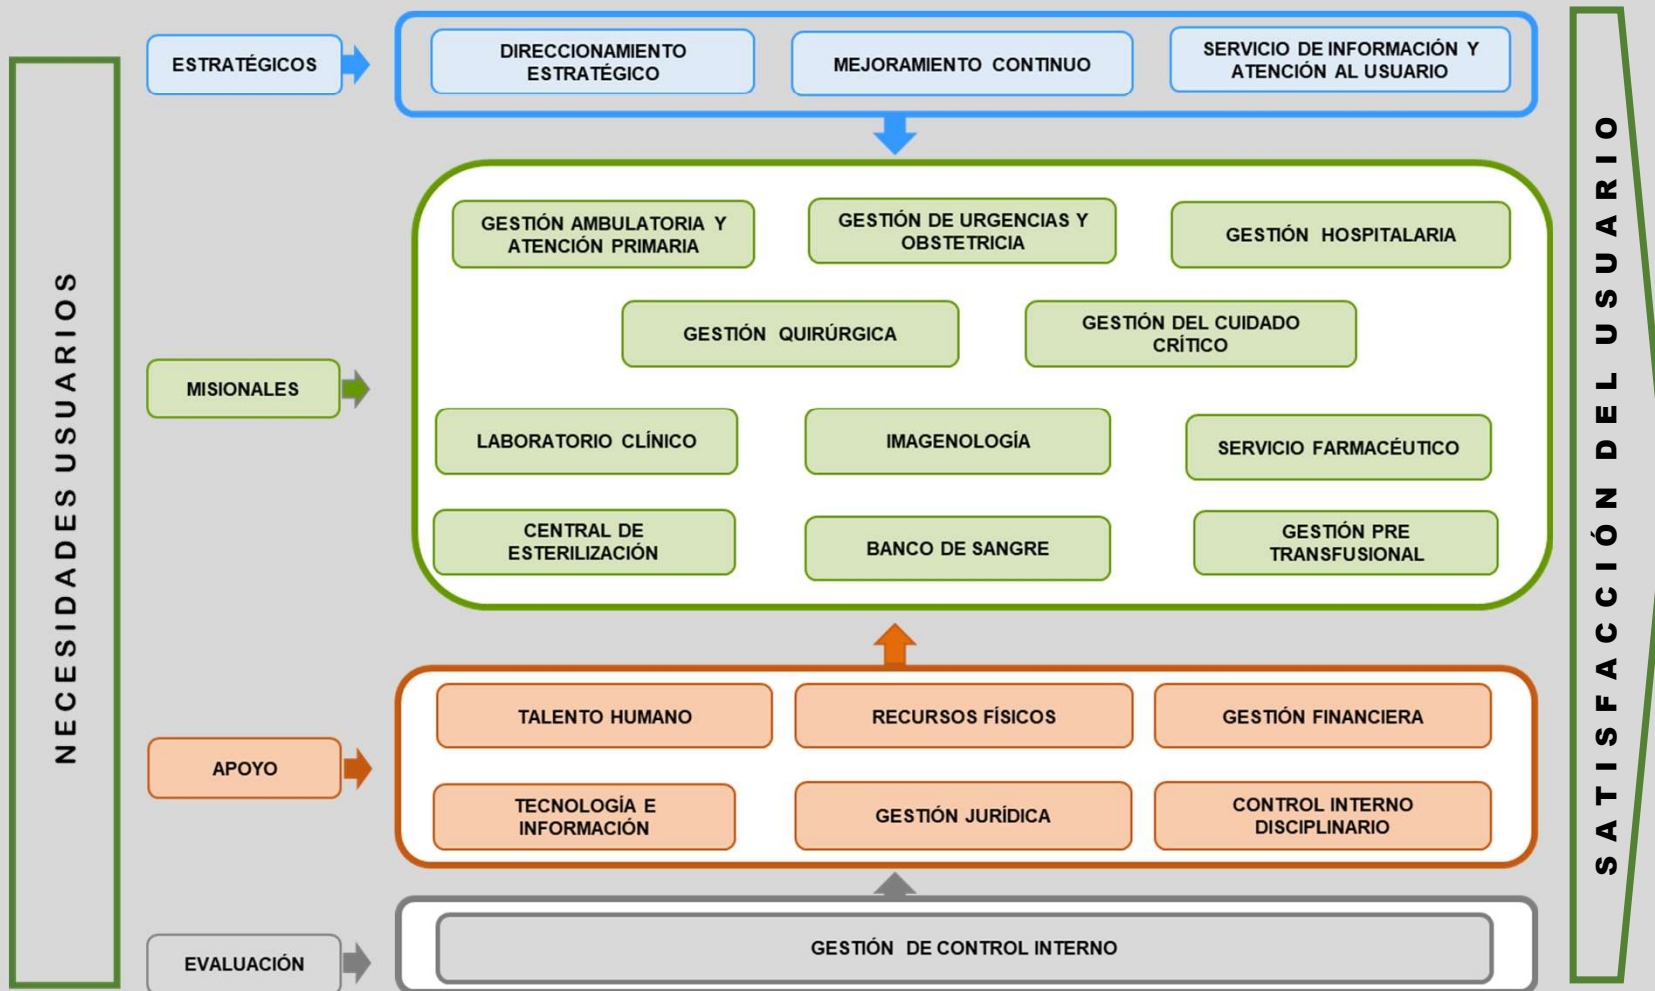 NECESIDADES USUARIOS
ESTRATÉGICOS
DIRECCIONAMIENTO
ESTRATÉGICO
MEJORAMIENTO CONTINUO
SERVICIO DE INFORMACIÓN Y
ATENCIÓN AL USUARIO
MISIONALES
GESTIÓN AMBULATORIA Y
ATENCIÓN PRIMARIA
GESTIÓN DE URGENCIAS Y
OBSTETRICIA
GESTIÓN HOSPITALARIA
GESTIÓN QUIRÚRGICA
GESTIÓN DEL CUIDADO
CRÍTICO
LABORATORIO CLÍNICO
IMAGENOLOGÍA
SERVICIO FARMACÉUTICO
CENTRAL DE
ESTERILIZACIÓN
BANCO DE SANGRE
GESTIÓN PRE
TRANSFUSIONAL
APOYO
TALENTO HUMANO
RECURSOS FÍSICOS
GESTIÓN FINANCIERA
TECNOLOGÍA E
INFORMACIÓN
GESTIÓN JURÍDICA
CONTROL INTERNO
DISCIPLINARIO
EVALUACIÓN
GESTIÓN DE CONTROL INTERNO
SATISFACCIÓN DEL USUARIO